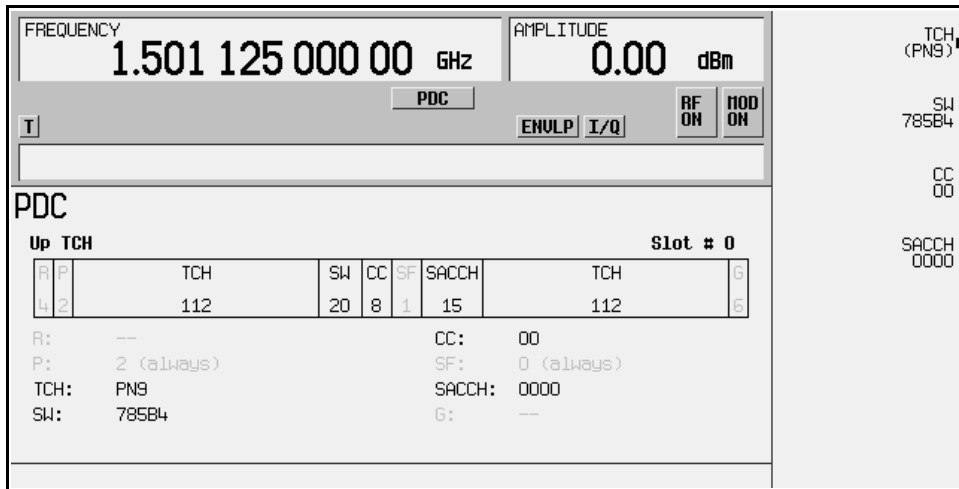 FREQUENCY
1.501 125 000 00 GHz
AMPLITUDE
0.00 dBm
PDC
T
ENVLP I/Q
RF ON
MOD ON
PDC
Up TCH Slot # 0
R P TCH SW CC SF SACCH TCH G
4 2 112 20 8 1 15 112 6
R: -- CC: 00
P: 2 (always) SF: 0 (always)
TCH: PN9 SACCH: 0000
SW: 785B4 G: --
TCH
(PN9)
SW
785B4
CC
00
SACCH
0000